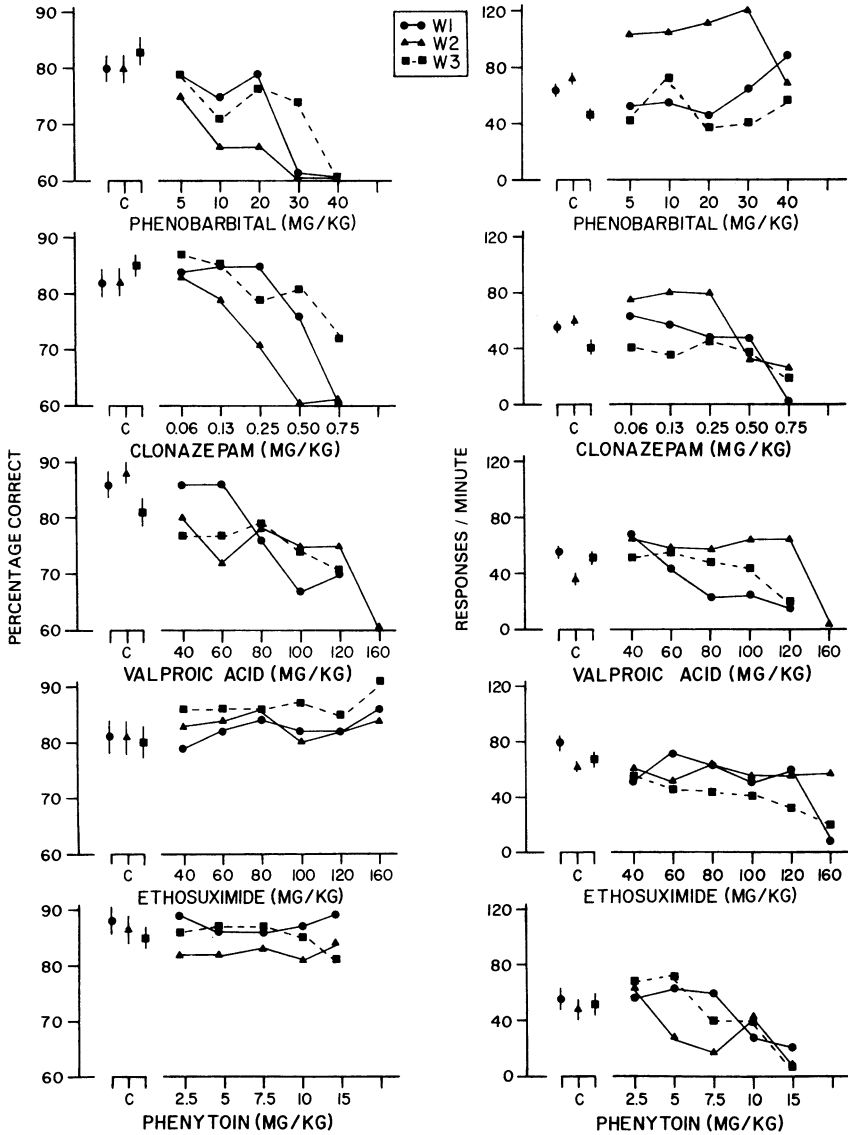 W1
W2
W3
90
80
70
60
C
5 10 20 30 40
PHENOBARBITAL (MG/KG)
120
80
40
0
C
5 10 20 30 40
PHENOBARBITAL (MG/KG)
90
80
70
60
C
0.06 0.13 0.25 0.50 0.75
CLONAZEPAM (MG/KG)
120
80
40
0
C
0.06 0.13 0.25 0.50 0.75
CLONAZEPAM (MG/KG)
PERCENTAGE CORRECT
RESPONSES / MINUTE
90
80
70
60
C
40 60 80 100 120 160
VALPROIC ACID (MG/KG)
120
80
40
0
C
40 60 80 100 120 160
VALPROIC ACID (MG/KG)
90
80
70
60
C
40 60 80 100 120 160
ETHOSUXIMIDE (MG/KG)
120
80
40
0
C
40 60 80 100 120 160
ETHOSUXIMIDE (MG/KG)
90
80
70
60
C
2.5 5 7.5 10 15
PHENYTOIN (MG/KG)
120
80
40
0
C
2.5 5 7.5 10 15
PHENYTOIN (MG/KG)